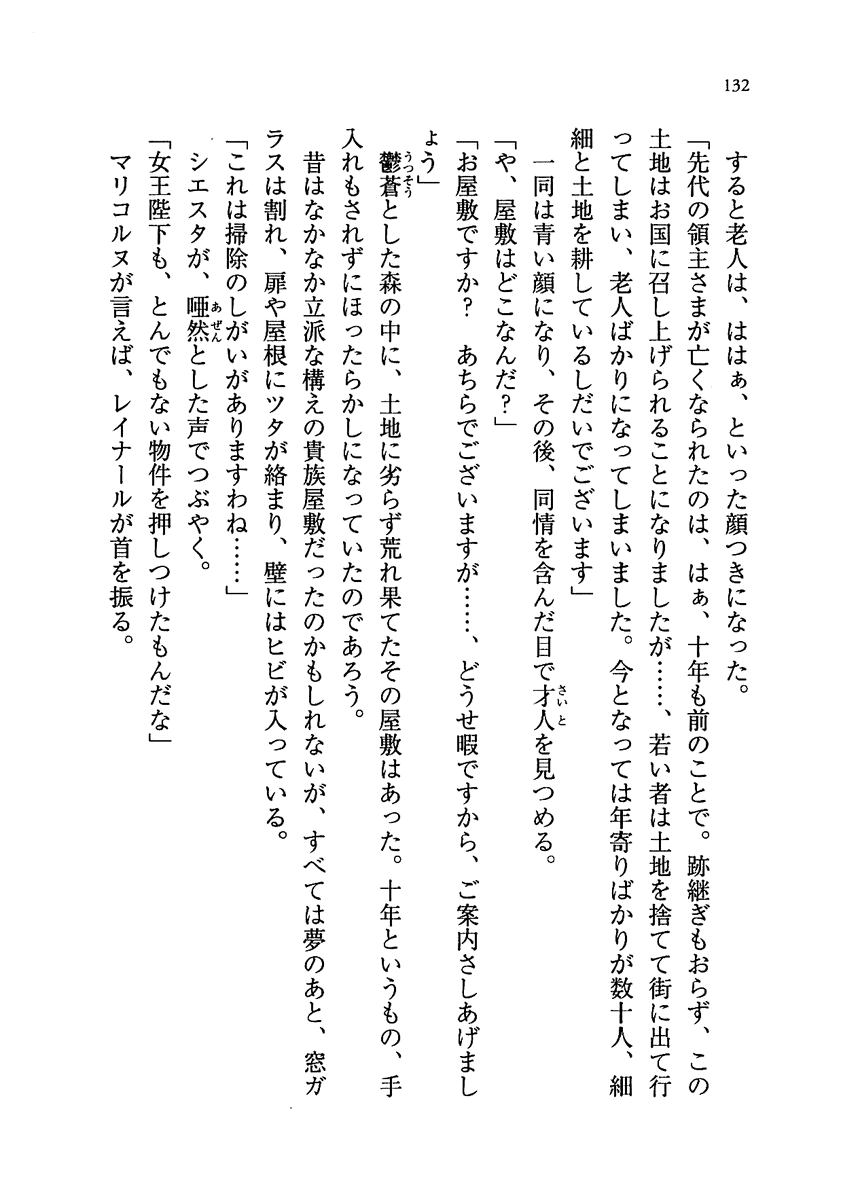 132
すると老人は、ははぁ、といった顔つきになった。
「先代の領主さまが亡くなられたのは、はぁ、十年も前のことで。跡継ぎもおらず、この
土地はお国に召し上げられることになりましたが……、若い者は土地を捨てて街に出て行
ってしまい、老人ばかりになってしまいました。今となっては年寄りばかりが数十人、細
細と土地を耕しているしだいでございます」
一同は青い顔になり、その後、同情を含んだ目で才人さいとを見つめる。
「や、屋敷はどこなんだ？」
「お屋敷ですか？　あちらでございますが……、どうせ暇ですから、ご案内さしあげまし
ょう」
鬱蒼うつそうとした森の中に、土地に劣らず荒れ果てたその屋敷はあった。十年というもの、手
入れもされずにほったらかしになっていたのであろう。
昔はなかなか立派な構えの貴族屋敷だったのかもしれないが、すべては夢のあと、窓ガ
ラスは割れ、扉や屋根にツタが絡まり、壁にはヒビが入っている。
「これは掃除のしがいがありますわね……」
シエスタが、唖然あぜんとした声でつぶやく。
「女王陛下も、とんでもない物件を押しつけたもんだな」
マリコルヌが言えば、レイナールが首を振る。